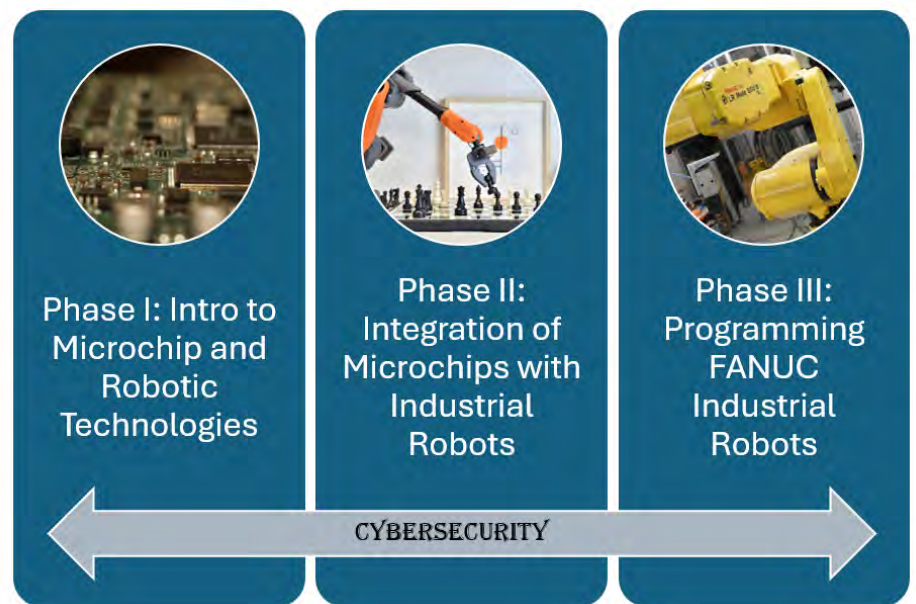 Phase I: Intro to
Microchip and
Robotic
Technologies
Phase II:
Integration of
Microchips with
Industrial
Robots
Phase III:
Programming
FANUC
Industrial
Robots
CYBERSECURITY